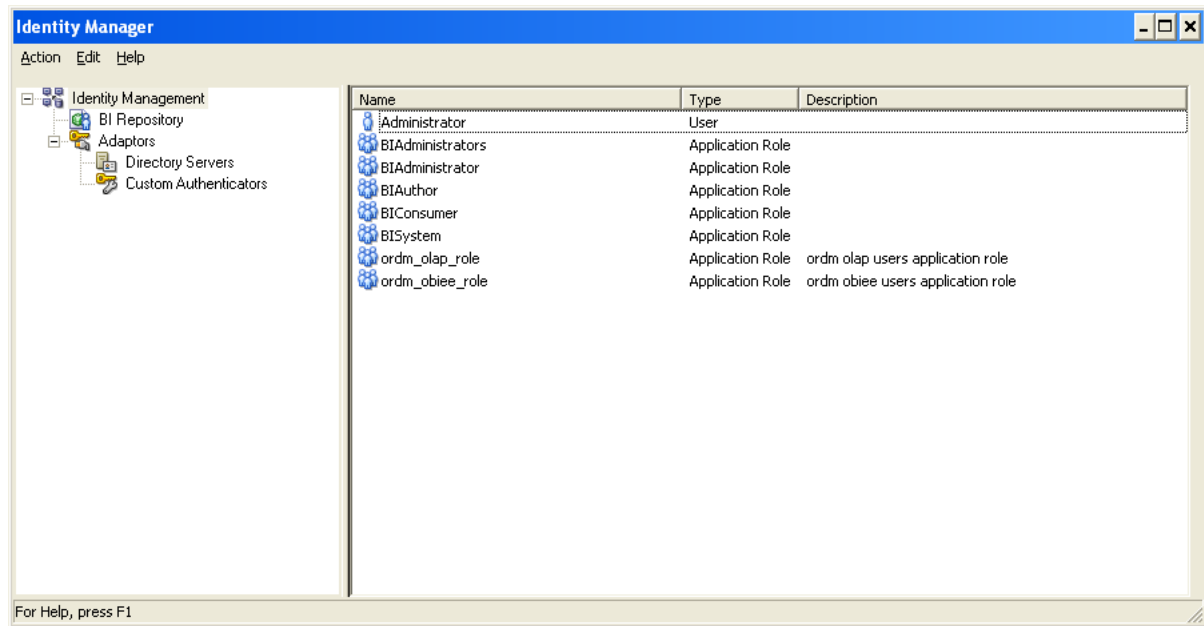 Identity Manager
Action Edit Help
Identity Management
BI Repository
Adaptors
Directory Servers
Custom Authenticators
Name Type Description
Administrator User
BIAdministrators Application Role
BIAdministrator Application Role
BIAuthor Application Role
BIConsumer Application Role
BISystem Application Role
ordm_olap_role Application Role ordm olap users application role
ordm_obiee_role Application Role ordm obiee users application role
For Help, press F1